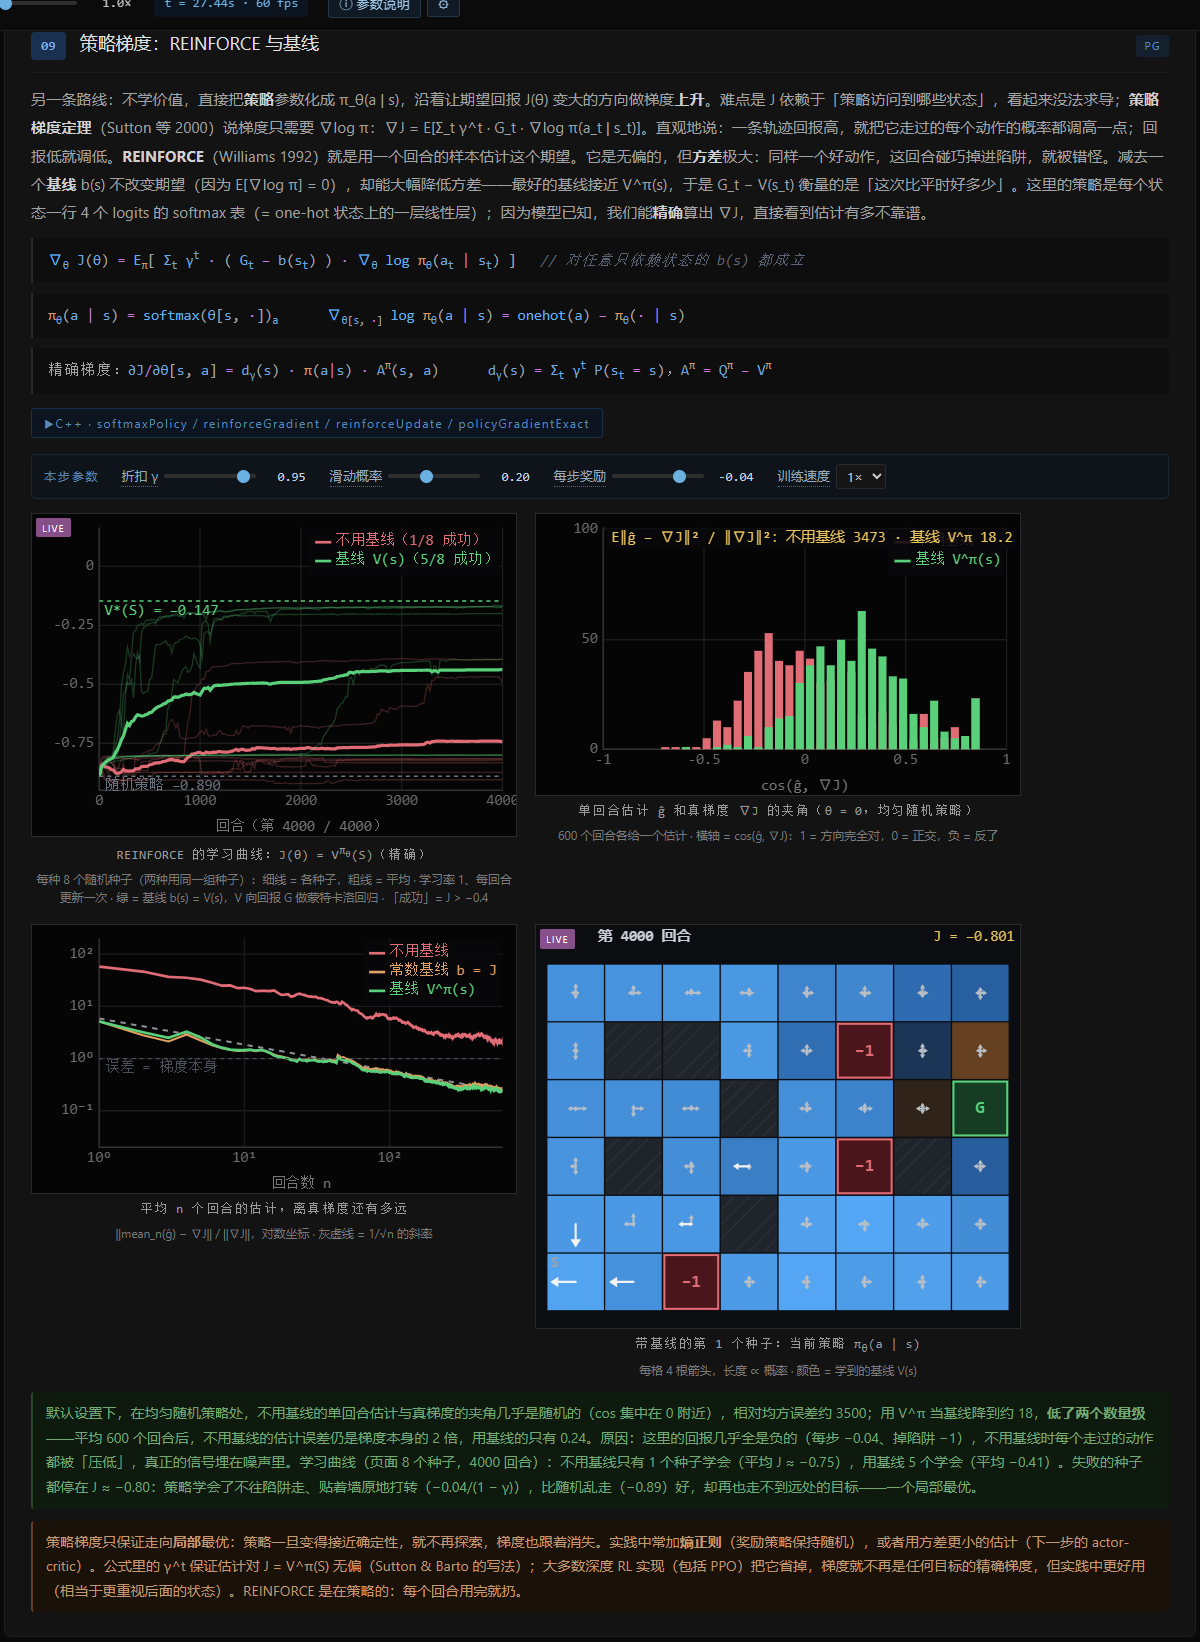 1.0x t = 27.44s · 60 fps ⓘ 参数说明 ⚙
09 策略梯度：REINFORCE 与基线 PG
另一条路线：不学价值，直接把策略参数化成 π_θ(a | s)，沿着让期望回报 J(θ) 变大的方向做梯度上升。难点是 J 依赖于「策略访问到哪些状态」，看起来没法求导；策略
梯度定理（Sutton 等 2000）说梯度只需要 ∇log π：∇J = E[Σ_t γ^t · G_t · ∇log π(a_t | s_t)]。直观地说：一条轨迹回报高，就把它走过的每个动作的概率都调高一点；回
报低就调低。REINFORCE（Williams 1992）就是用一个回合的样本估计这个期望。它是无偏的，但方差极大：同样一个好动作，这回合碰巧掉进陷阱，就被错怪。减去一
个基线 b(s) 不改变期望（因为 E[∇log π] = 0），却能大幅降低方差——最好的基线接近 V^π(s)，于是 G_t − V(s_t) 衡量的是「这次比平时好多少」。这里的策略是每个状
态一行 4 个 logits 的 softmax 表（= one-hot 状态上的一层线性层）；因为模型已知，我们能精确算出 ∇J，直接看到估计有多不靠谱。
∇θ J(θ) = Eπ[ Σt γ^t · ( Gt − b(st) ) · ∇θ log πθ(at | st) ] // 对任意只依赖状态的 b(s) 都成立
πθ(a | s) = softmax(θ[s, ·])a ∇θ[s, ·] log πθ(a | s) = onehot(a) − πθ(· | s)
精确梯度：∂J/∂θ[s, a] = dγ(s) · π(a|s) · A^π(s, a) dγ(s) = Σt γ^t P(st = s)，A^π = Q^π − V^π
▶C++ · softmaxPolicy / reinforceGradient / reinforceUpdate / policyGradientExact
本步参数 折扣 γ 0.95 滑动概率 0.20 每步奖励 -0.04 训练速度 1×
LIVE
不用基线（1/8 成功）
基线 V(s)（5/8 成功）
0
V*(S) = −0.147
-0.25
-0.5
-0.75
随机策略 −0.890
0 1000 2000 3000 4000
回合（第 4000 / 4000）
REINFORCE 的学习曲线：J(θ) = V^πθ(S)（精确）
每种 8 个随机种子（两种用同一组种子）：细线 = 各种子，粗线 = 平均 · 学习率 1、每回合
更新一次 · 绿 = 基线 b(s) = V(s)，V 向回报 G 做蒙特卡洛回归 · 「成功」= J > −0.4
100
E‖ĝ − ∇J‖² / ‖∇J‖²: 不用基线 3473 · 基线 V^π 18.2
基线 V^π(s)
50
0
-1 -0.5 0 0.5 1
cos(ĝ, ∇J)
单回合估计 ĝ 和真梯度 ∇J 的夹角（θ = 0，均匀随机策略）
600 个回合各给一个估计 · 横轴 = cos(ĝ, ∇J)：1 = 方向完全对，0 = 正交，负 = 反了
不用基线
常数基线 b = J
基线 V^π(s)
10²
10¹
10⁰
误差 = 梯度本身
10⁻¹
10⁰ 10¹ 10²
回合数 n
平均 n 个回合的估计，离真梯度还有多远
‖mean_n(ĝ) − ∇J‖ / ‖∇J‖，对数坐标 · 灰虚线 = 1/√n 的斜率
LIVE 第 4000 回合 J = −0.801
-1
G
-1
S
-1
带基线的第 1 个种子：当前策略 πθ(a | s)
每格 4 根箭头，长度 ∝ 概率 · 颜色 = 学到的基线 V(s)
默认设置下，在均匀随机策略处，不用基线的单回合估计与真梯度的夹角几乎是随机的（cos 集中在 0 附近），相对均方误差约 3500；用 V^π 当基线降到约 18，低了两个数量级
——平均 600 个回合后，不用基线的估计误差仍是梯度本身的 2 倍，用基线的只有 0.24。原因：这里的回报几乎全是负的（每步 −0.04、掉陷阱 −1），不用基线时每个走过的动作
都被「压低」，真正的信号埋在噪声里。学习曲线（页面 8 个种子，4000 回合）：不用基线只有 1 个种子学会（平均 J ≈ −0.75），用基线 5 个学会（平均 −0.41）。失败的种子
都停在 J ≈ −0.80：策略学会了不往陷阱走、贴着墙原地打转（−0.04/(1 − γ)），比随机乱走（−0.89）好，却再也走不到远处的目标——一个局部最优。
策略梯度只保证走向局部最优：策略一旦变得接近确定性，就不再探索，梯度也跟着消失。实践中常加熵正则（奖励策略保持随机），或者用方差更小的估计（下一步的 actor-
critic）。公式里的 γ^t 保证估计对 J = V^π(S) 无偏（Sutton & Barto 的写法）；大多数深度 RL 实现（包括 PPO）把它省掉，梯度就不再是任何目标的精确梯度，但实践中更好用
（相当于更重视后面的状态）。REINFORCE 是在策略的：每个回合用完就扔。